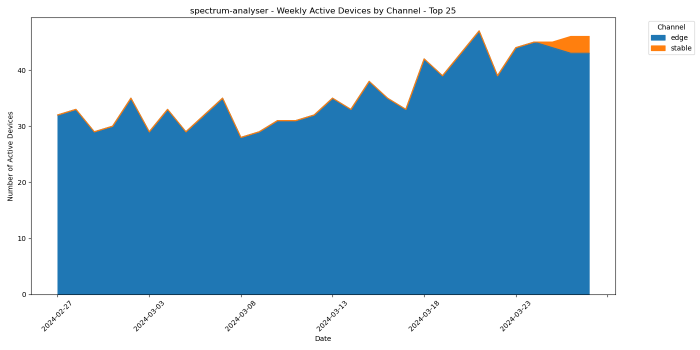 spectrum-analyser - Weekly Active Devices by Channel - Top 25
Channel
edge
stable
Number of Active Devices
40
30
20
10
0
2024-02-27
2024-03-03
2024-03-08
2024-03-13
2024-03-18
2024-03-23
Date